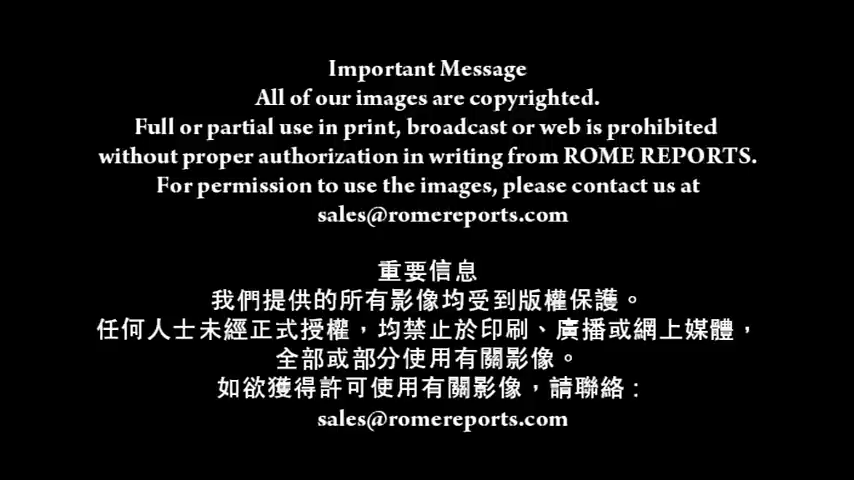 Important Message
All of our images are copyrighted.
Full or partial use in print, broadcast or web is prohibited
without proper authorization in writing from ROME REPORTS.
For permission to use the images, please contact us at
sales@romereports.com
重要信息
我們提供的所有影像均受到版權保護。
任何人士未經正式授權，均禁止於印刷、廣播或網上媒體，
全部或部分使用有關影像。
如欲獲得許可使用有關影像，請聯絡：
sales@romereports.com